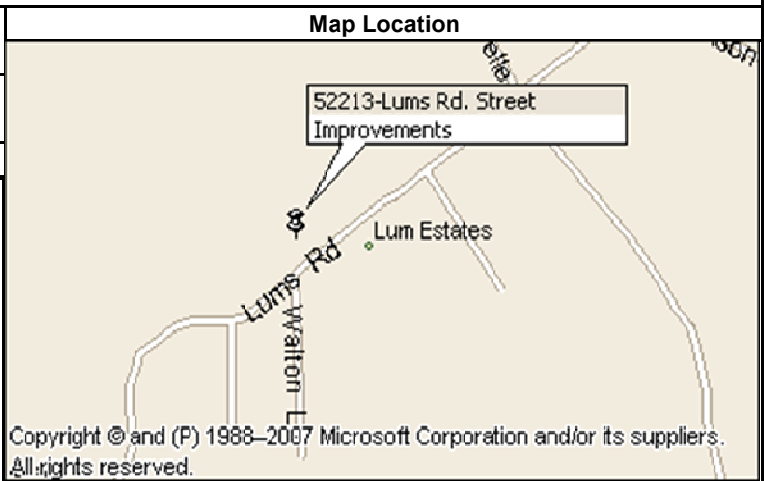 Map Location
52213-Lums Rd. Street
Improvements
Lum Estates
Lums Rd
Walton L
Copyright © and (P) 1988–2007 Microsoft Corporation and/or its suppliers.
All rights reserved.